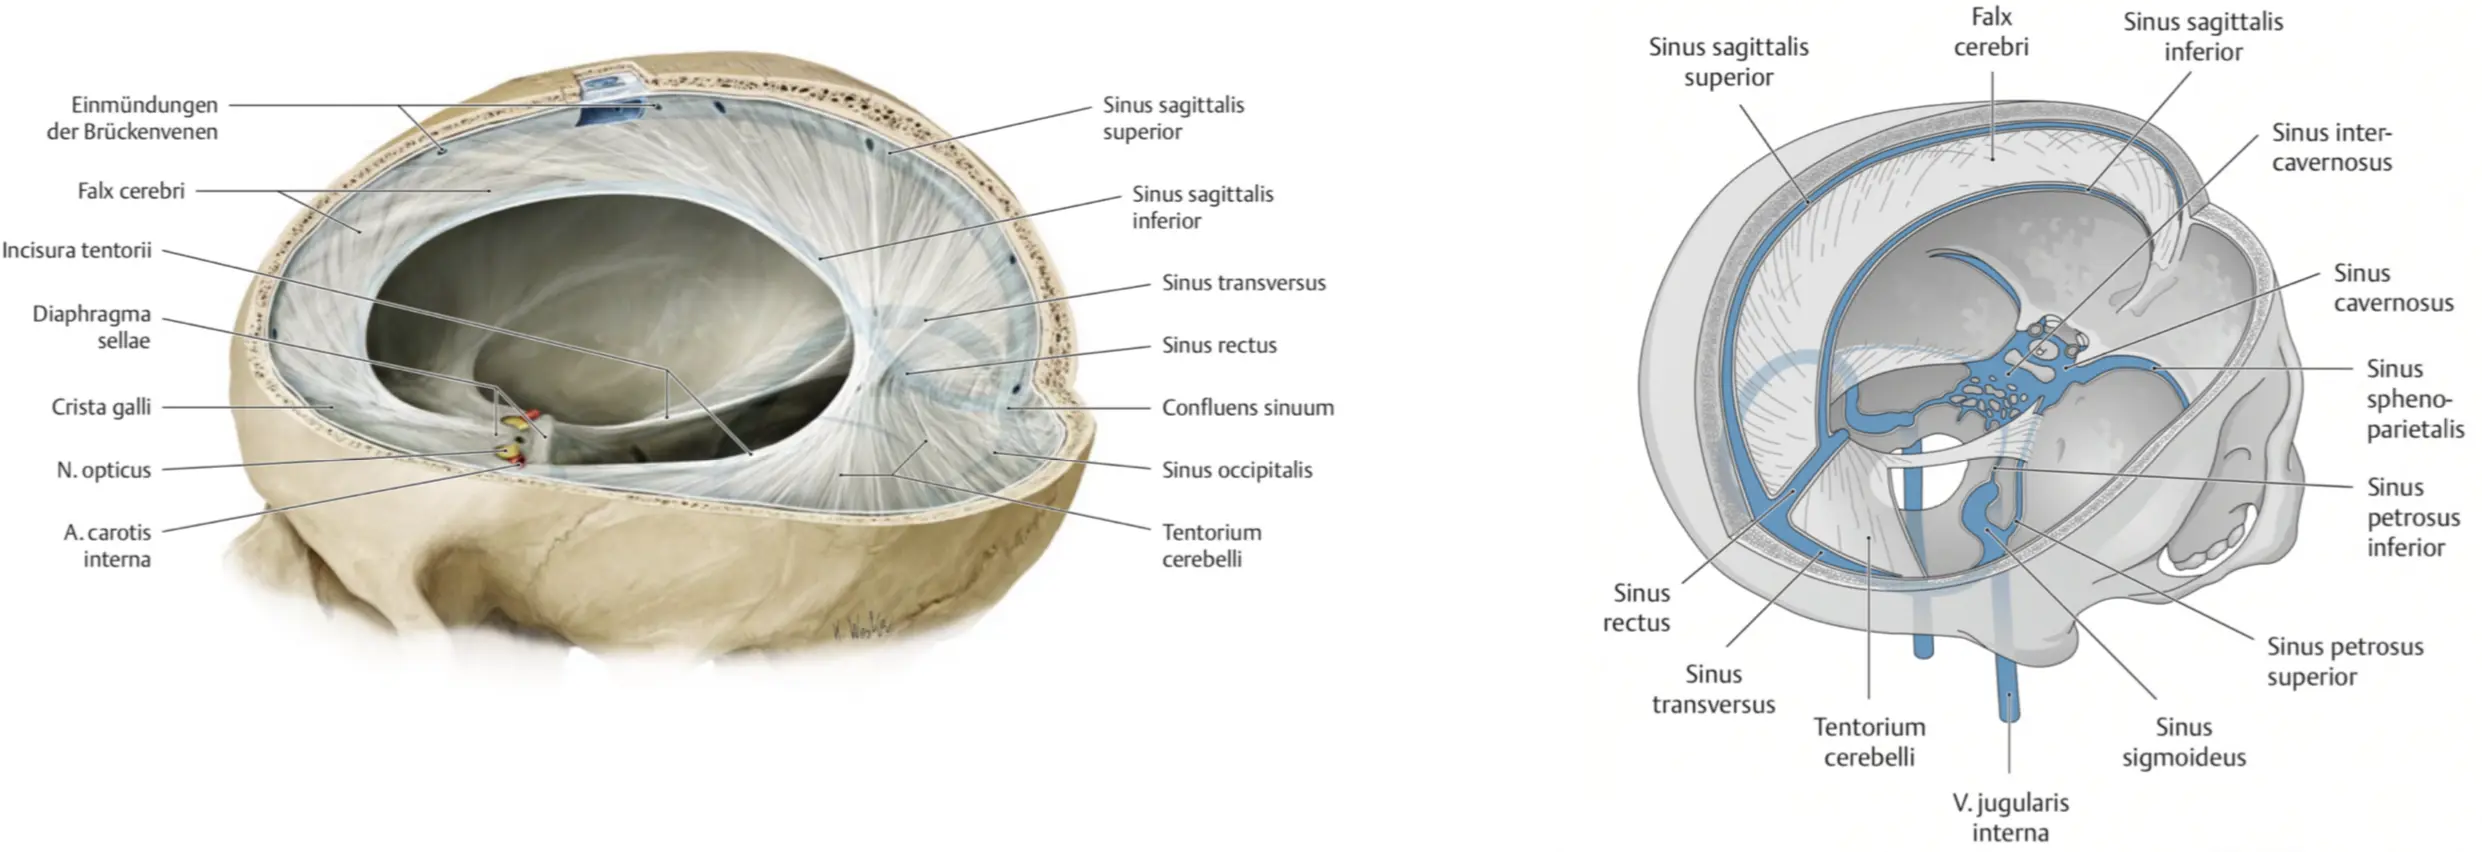 Einmündungen
der Brückenvenen
Falx cerebri
Incisura tentorii
Diaphragma
sellae
Crista galli
N. opticus
A. carotis
interna
Sinus sagittalis
superior
Sinus sagittalis
inferior
Sinus transversus
Sinus rectus
Confluens sinuum
Sinus occipitalis
Tentorium
cerebelli
Sinus sagittalis
superior
Falx
cerebri
Sinus sagittalis
inferior
Sinus inter-
cavernosus
Sinus
cavernosus
Sinus
spheno-
parietalis
Sinus
petrosus
inferior
Sinus petrosus
superior
Sinus
sigmoideus
V. jugularis
interna
Tentorium
cerebelli
Sinus
transversus
Sinus
rectus